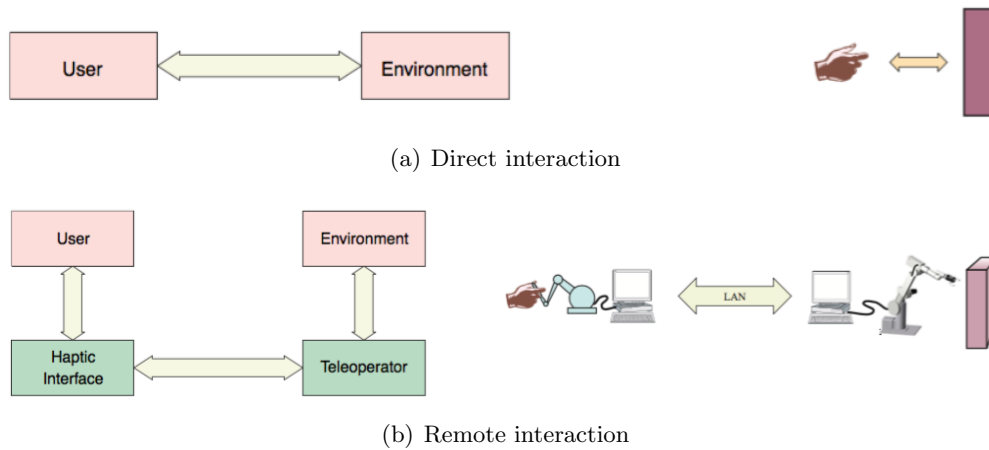 User
Environment
(a) Direct interaction
User
Environment
LAN
Haptic
Interface
Teleoperator
(b) Remote interaction